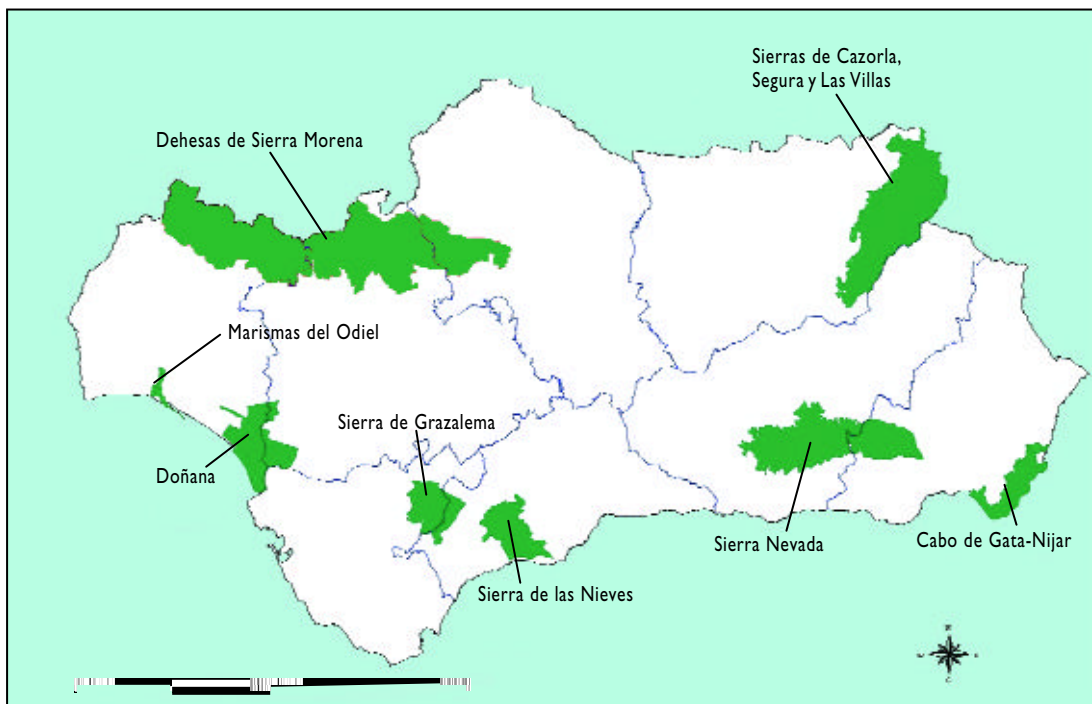 Sierras de Cazorla,
Segura y Las Villas
Dehesas de Sierra Morena
Marismas del Odiel
Sierra de Grazalema
Doñana
Sierra Nevada
Cabo de Gata-Nijar
Sierra de las Nieves